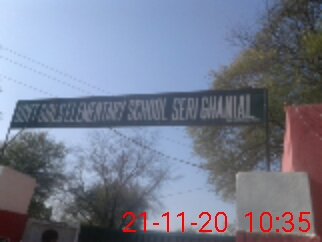 GOVT GIRLS ELEMENTARY SCHOOL SERI GHANIAL
21-11-20 10:35